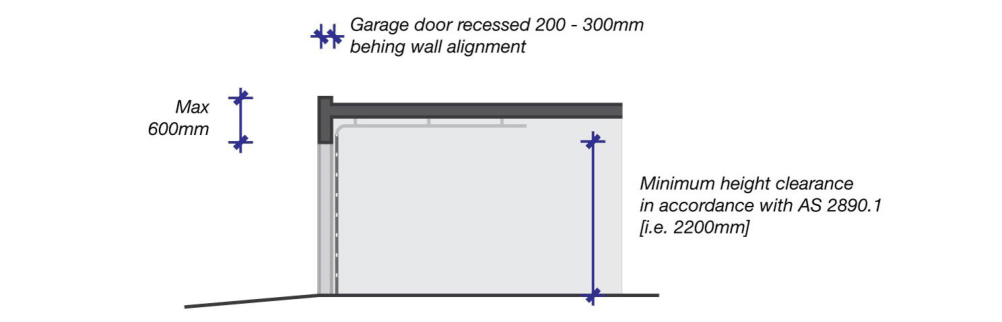 Garage door recessed 200 - 300mm
behing wall alignment
Max
600mm
Minimum height clearance
in accordance with AS 2890.1
[i.e. 2200mm]